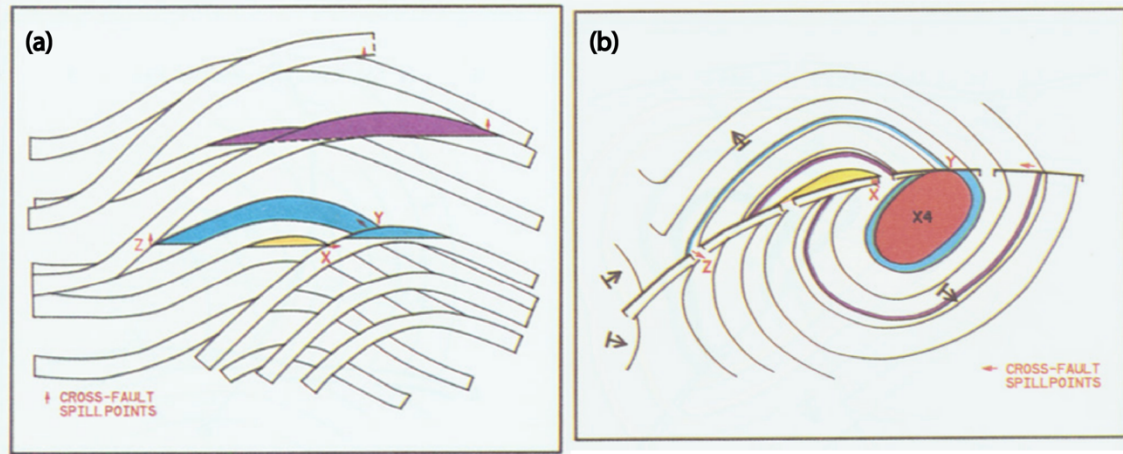 (a)
Z
Y
X
CROSS-FAULT
SPILLPOINTS
(b)
Y
X
X4
Z
CROSS-FAULT
SPILLPOINTS